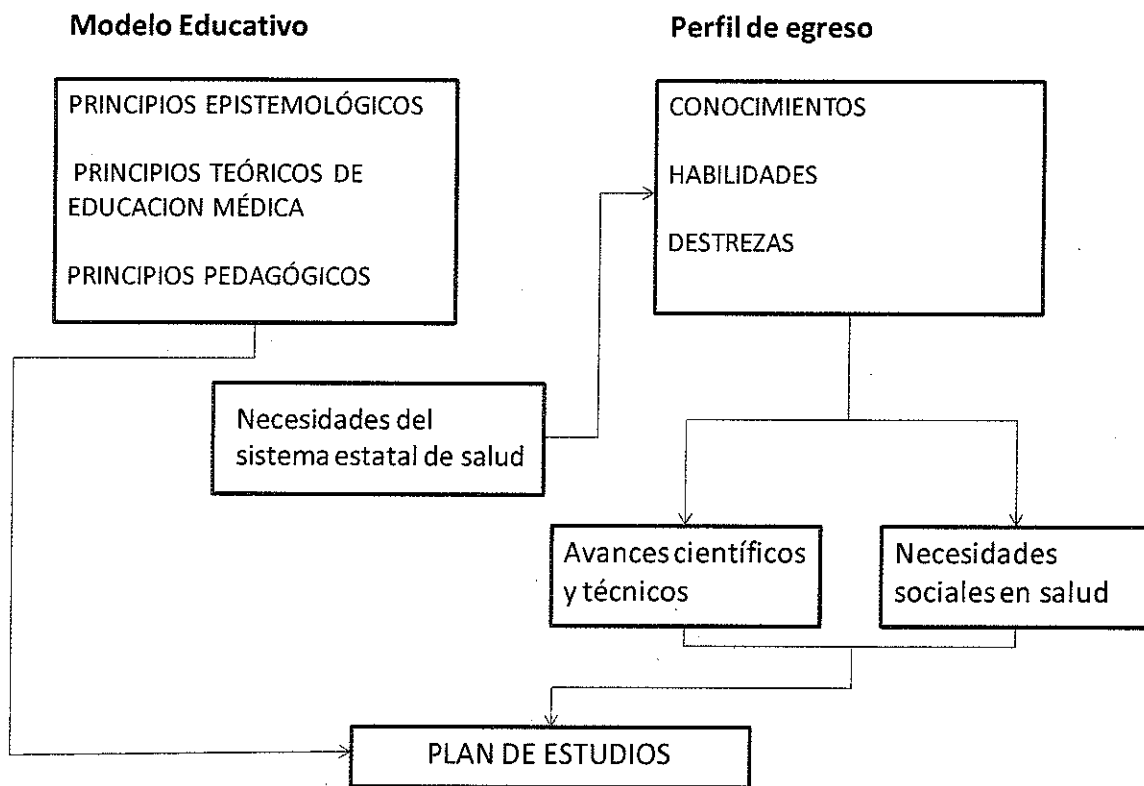 Modelo Educativo
PRINCIPIOS EPISTEMOLÓGICOS
PRINCIPIOS TEÓRICOS DE
EDUCACION MÉDICA
PRINCIPIOS PEDAGÓGICOS
Perfil de egreso
CONOCIMIENTOS
HABILIDADES
DESTREZAS
Necesidades del
sistema estatal de salud
Avances científicos
y técnicos
Necesidades
sociales en salud
PLAN DE ESTUDIOS